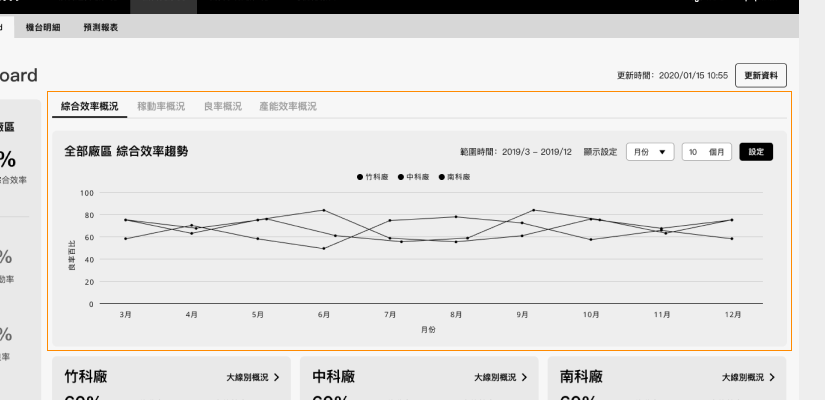 機台明細 預測報表
oard
更新時間： 2020/01/15 10:55 更新資料
綜合效率概況 稼動率概況 良率概況 產能效率概況
廠區
%
綜合效率
全部廠區 綜合效率趨勢
範圍時間： 2019/3 – 2019/12 顯示設定 月份 ▼ 10 個月 設定
● 竹科廠 ● 中科廠 ● 南科廠
100
80
60
40
20
0
良率百比
3月 4月 5月 6月 7月 8月 9月 10月 11月 12月
月份
%
動率
%
率
竹科廠 大線別概況 >
中科廠 大線別概況 >
南科廠 大線別概況 >